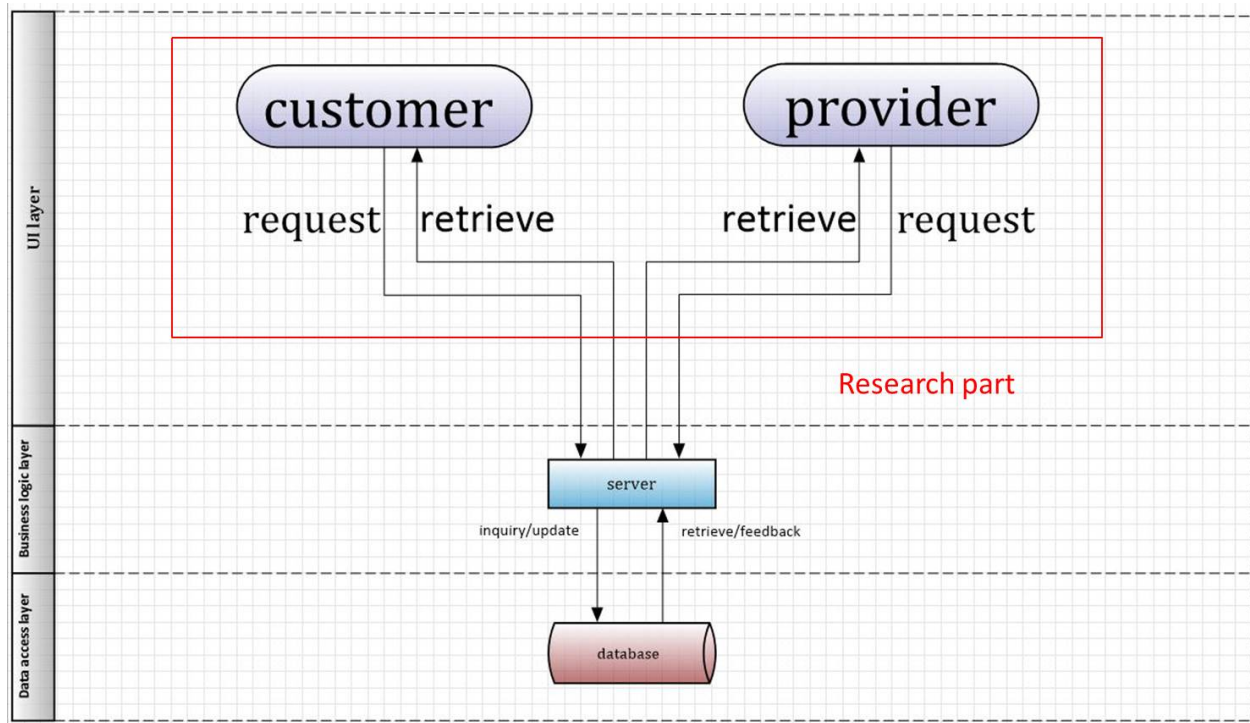 UI layer
customer
provider
request
retrieve
retrieve
request
Research part
Business logic layer
server
inquiry/update
retrieve/feedback
Data access layer
database